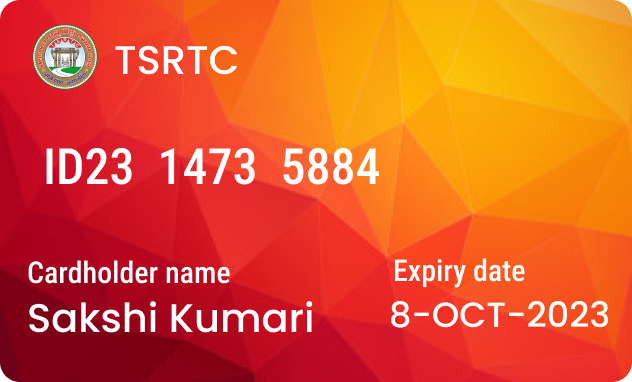 TSRTC
ID23 1473 5884
Cardholder name
Sakshi Kumari
Expiry date
8-OCT-2023